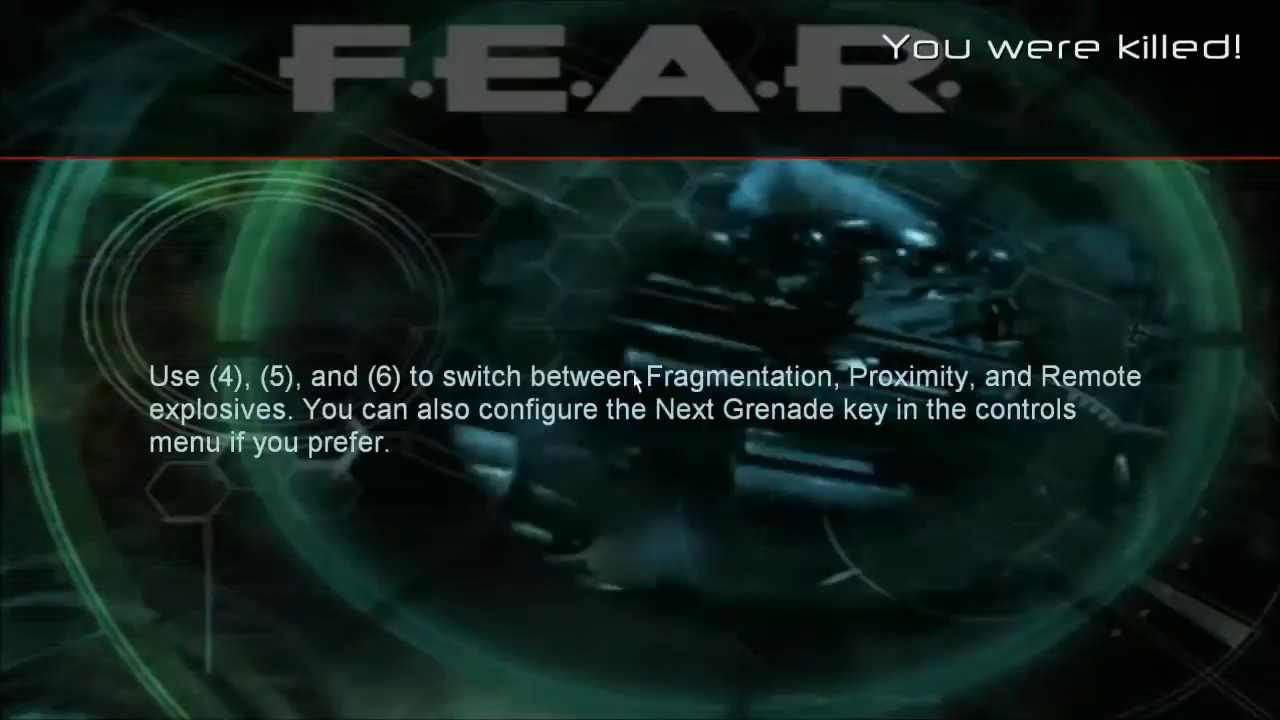 F.E.A.R.
You were killed!
Use (4), (5), and (6) to switch between Fragmentation, Proximity, and Remote
explosives. You can also configure the Next Grenade key in the controls
menu if you prefer.